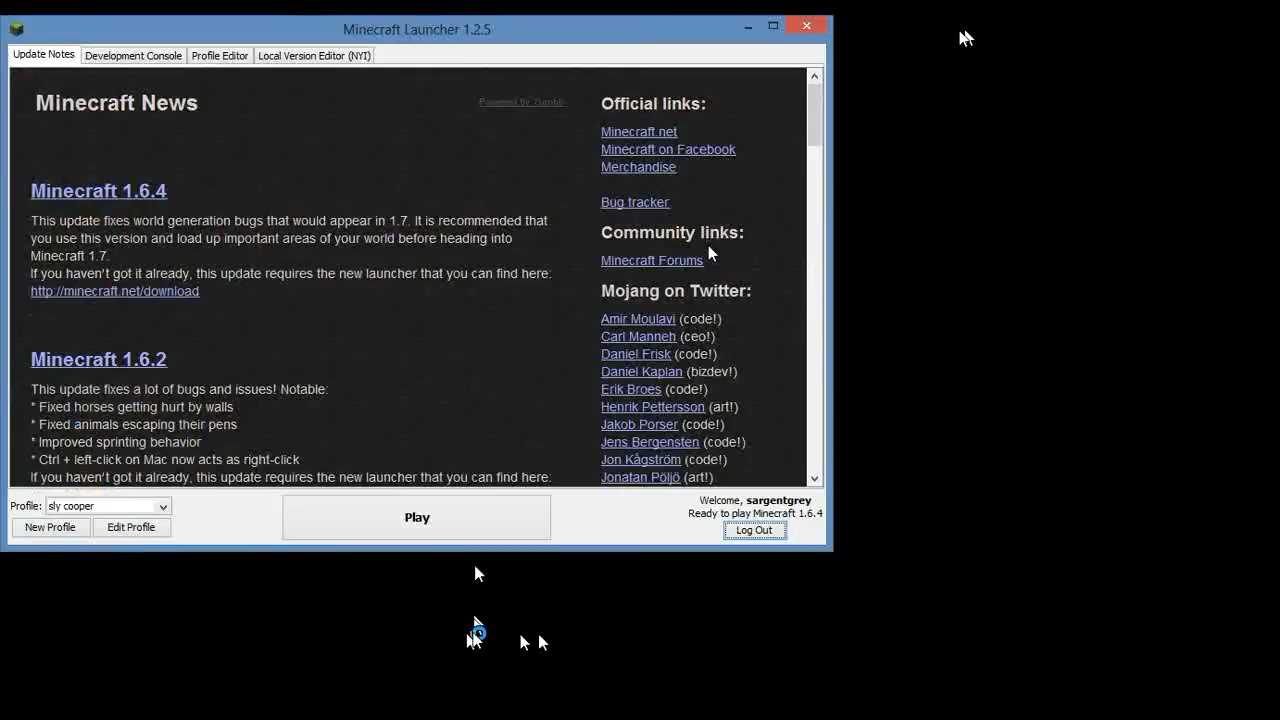 Minecraft Launcher 1.2.5
Update Notes
Development Console
Profile Editor
Local Version Editor (NYI)
Minecraft News
Powered by Tumblr
Minecraft 1.6.4
This update fixes world generation bugs that would appear in 1.7. It is recommended that
you use this version and load up important areas of your world before heading into
Minecraft 1.7.
If you haven't got it already, this update requires the new launcher that you can find here:
http://minecraft.net/download
Minecraft 1.6.2
This update fixes a lot of bugs and issues! Notable:
* Fixed horses getting hurt by walls
* Fixed animals escaping their pens
* Improved sprinting behavior
* Ctrl + left-click on Mac now acts as right-click
If you haven't got it already, this update requires the new launcher that you can find here:
Official links:
Minecraft.net
Minecraft on Facebook
Merchandise
Bug tracker
Community links:
Minecraft Forums
Mojang on Twitter:
Amir Moulavi (code!)
Carl Manneh (ceo!)
Daniel Frisk (code!)
Daniel Kaplan (bizdev!)
Erik Broes (code!)
Henrik Pettersson (art!)
Jakob Porser (code!)
Jens Bergensten (code!)
Jon Kågström (code!)
Jonatan Pöljö (art!)
Profile: sly cooper
New Profile
Edit Profile
Play
Welcome, sargentgrey
Ready to play Minecraft 1.6.4
Log Out